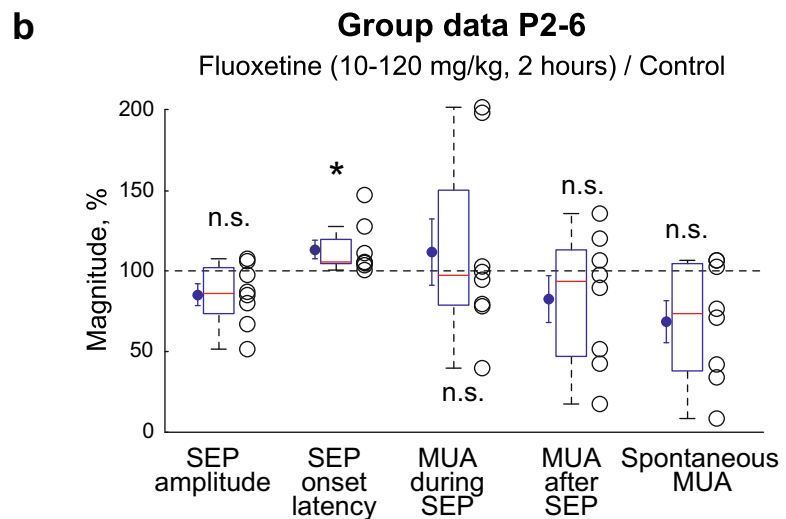 b
Group data P2-6
Fluoxetine (10-120 mg/kg, 2 hours) / Control
Magnitude, %
200
150
100
50
0
n.s.
*
n.s.
n.s.
n.s.
SEP
amplitude
SEP
onset
latency
MUA
during
SEP
MUA
after
SEP
Spontaneous
MUA